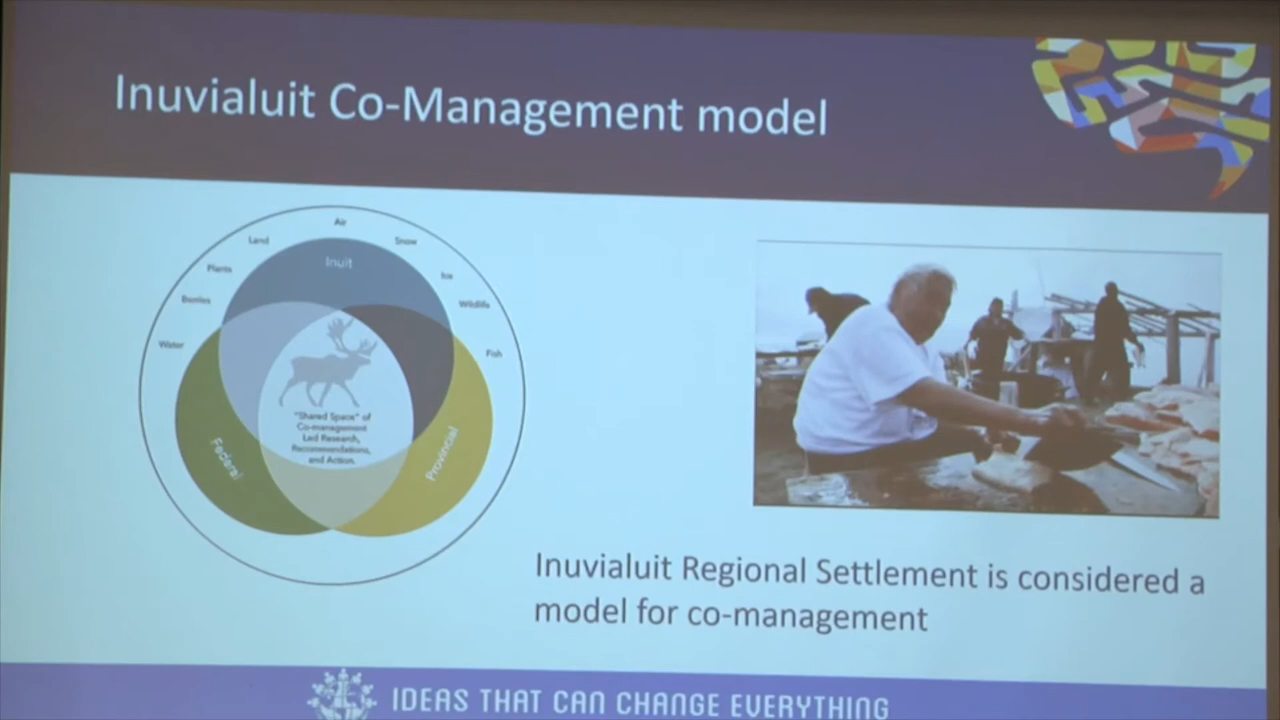 Inuvialuit Co-Management model
Air
Land
Snow
Inuit
Plants
Ice
Berries
Wildlife
Water
Fish
"Shared Space" of
Co-management
Led Research,
Recommendations,
and Action.
Federal
Provincial
Inuvialuit Regional Settlement is considered a
model for co-management
IDEAS THAT CAN CHANGE EVERYTHING